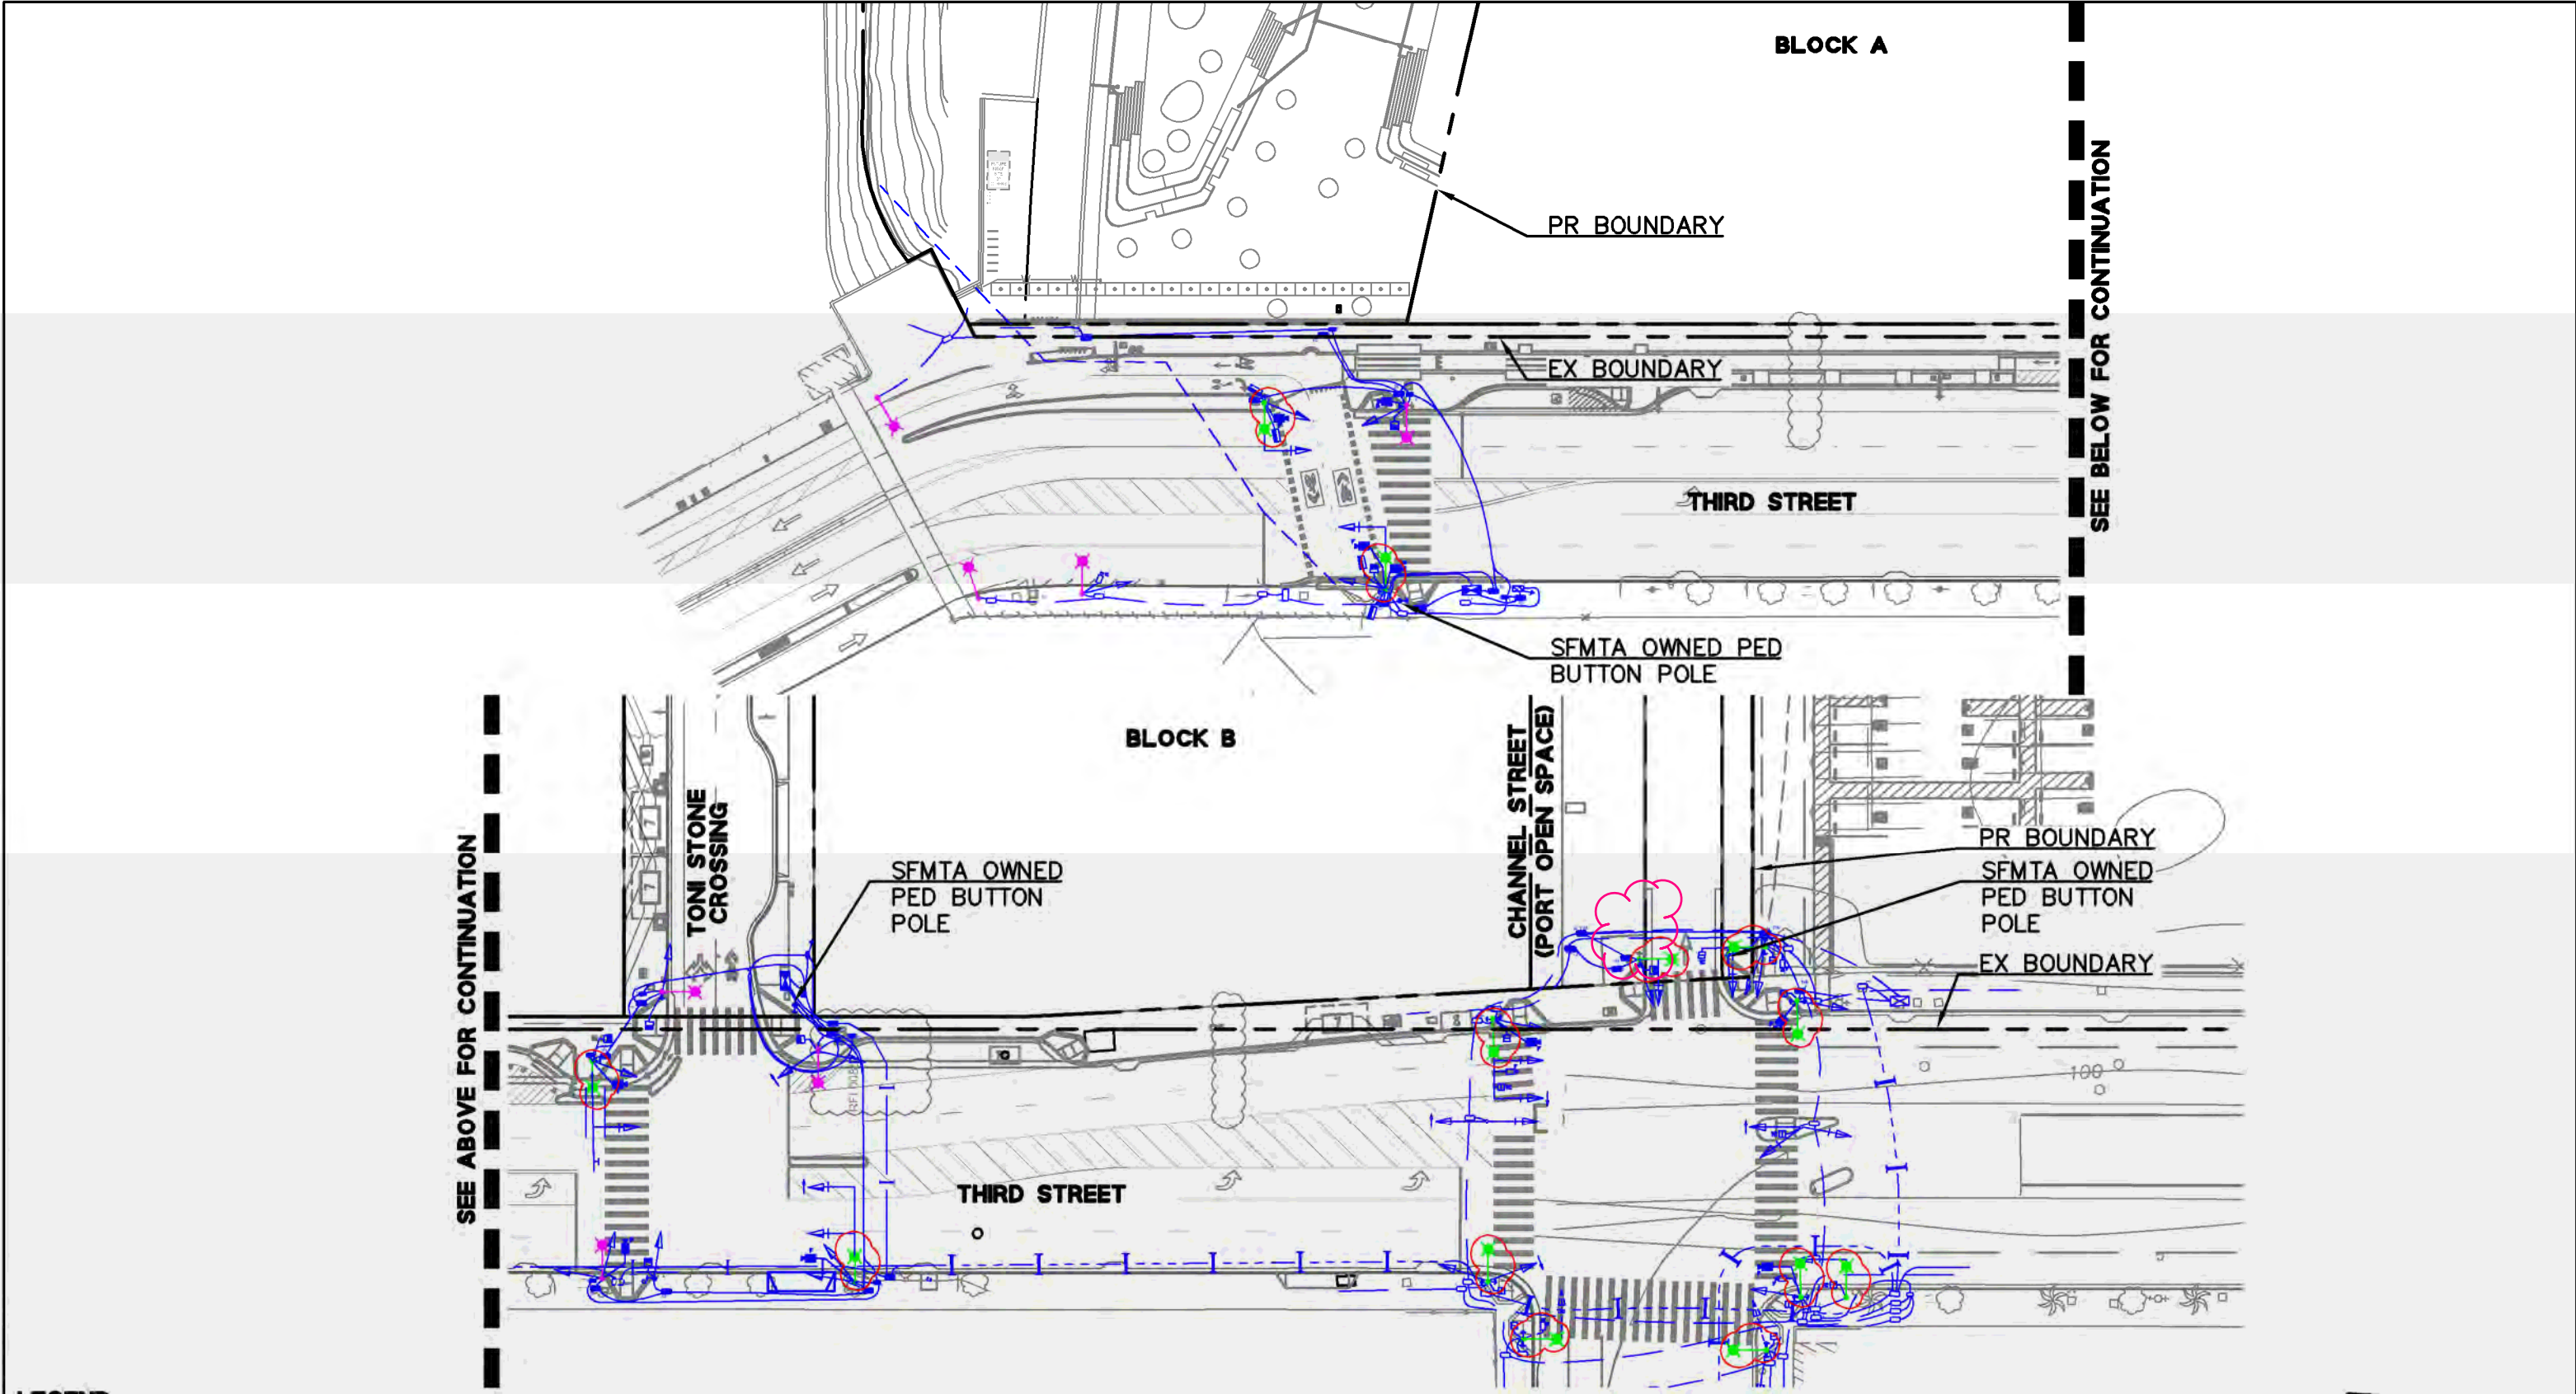 BLOCK A
PR BOUNDARY
SEE BELOW FOR CONTINUATION
EX BOUNDARY
THIRD STREET
SFMTA OWNED PED
BUTTON POLE
BLOCK B
CHANNEL STREET
(PORT OPEN SPACE)
TONI STONE
CROSSING
SEE ABOVE FOR CONTINUATION
SFMTA OWNED
PED BUTTON
POLE
PR BOUNDARY
SFMTA OWNED
PED BUTTON
POLE
EX BOUNDARY
100
THIRD STREET